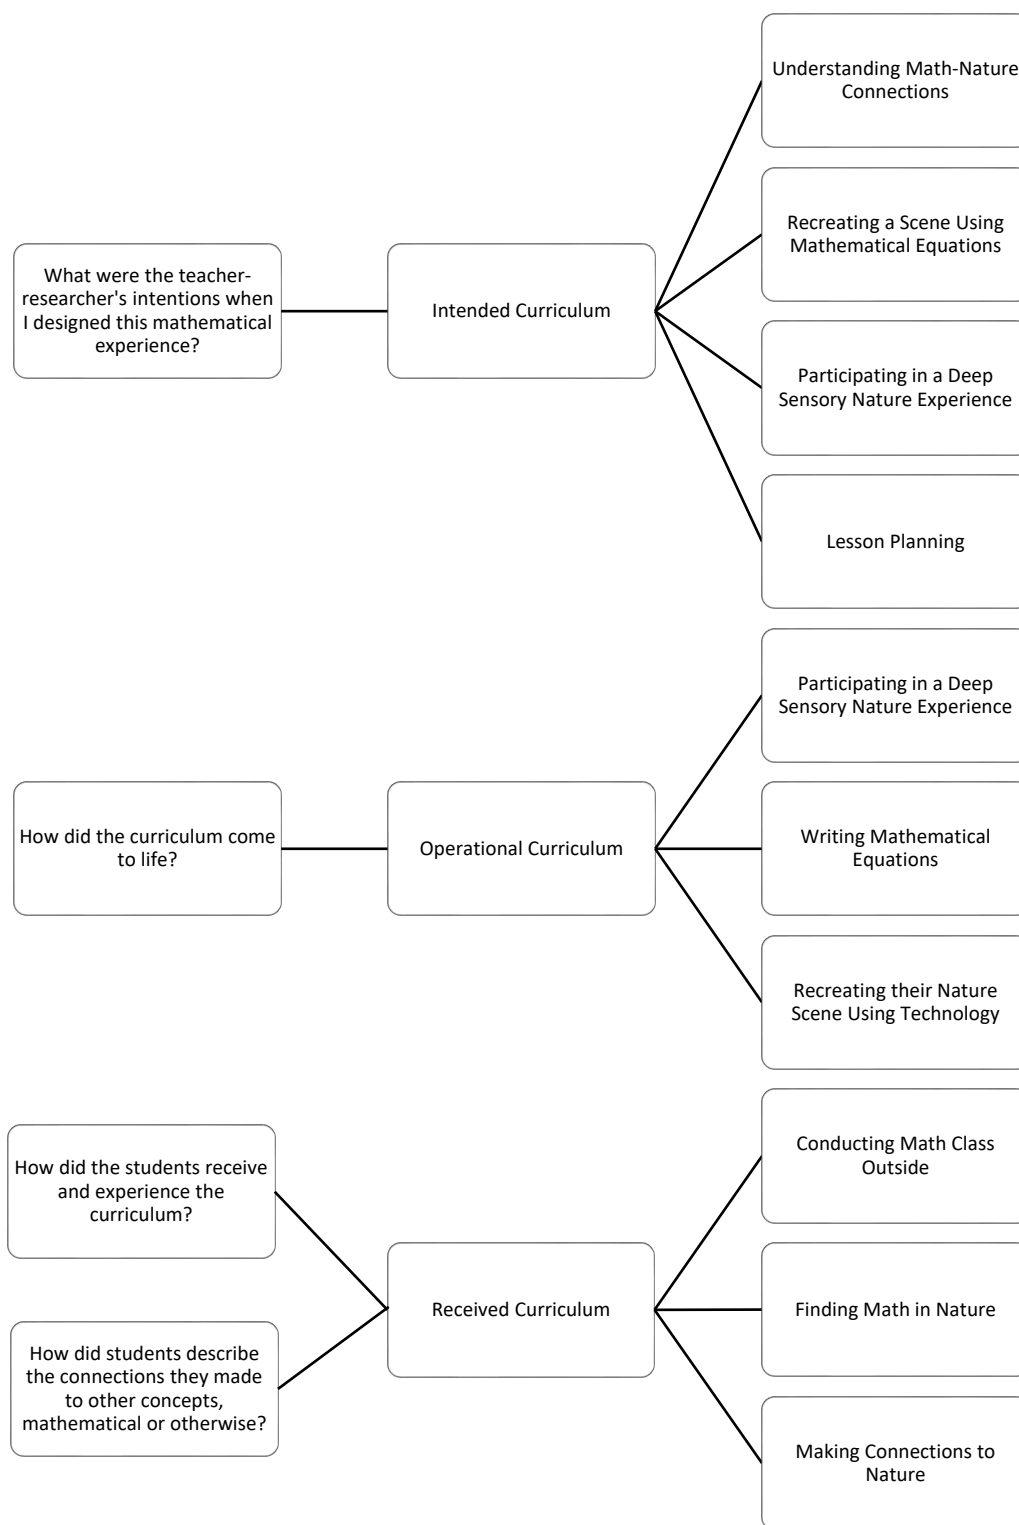 Understanding Math-Nature
Connections
Recreating a Scene Using
Mathematical Equations
What were the teacher-
researcher's intentions when
I designed this mathematical
experience?
Intended Curriculum
Participating in a Deep
Sensory Nature Experience
Lesson Planning
Participating in a Deep
Sensory Nature Experience
How did the curriculum come
to life?
Operational Curriculum
Writing Mathematical
Equations
Recreating their Nature
Scene Using Technology
Conducting Math Class
Outside
How did the students receive
and experience the
curriculum?
Received Curriculum
Finding Math in Nature
How did students describe
the connections they made
to other concepts,
mathematical or otherwise?
Making Connections to
Nature